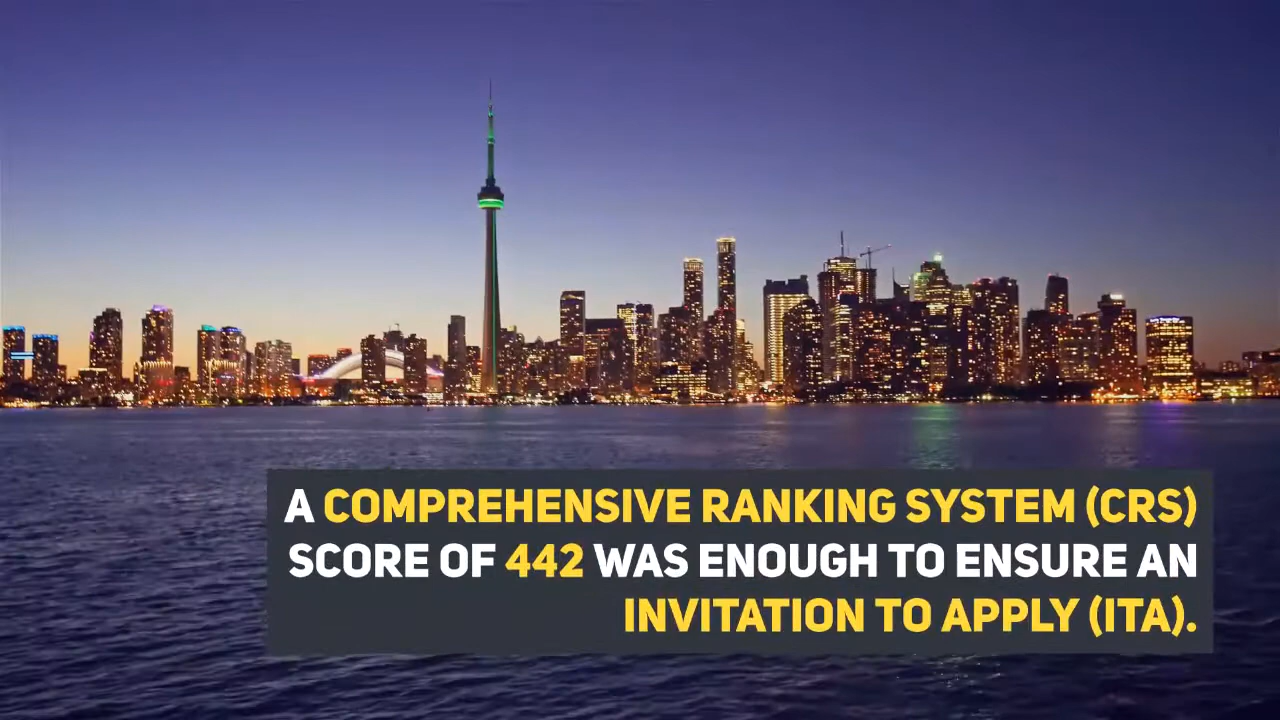 A COMPREHENSIVE RANKING SYSTEM (CRS)
SCORE OF 442 WAS ENOUGH TO ENSURE AN
INVITATION TO APPLY (ITA).